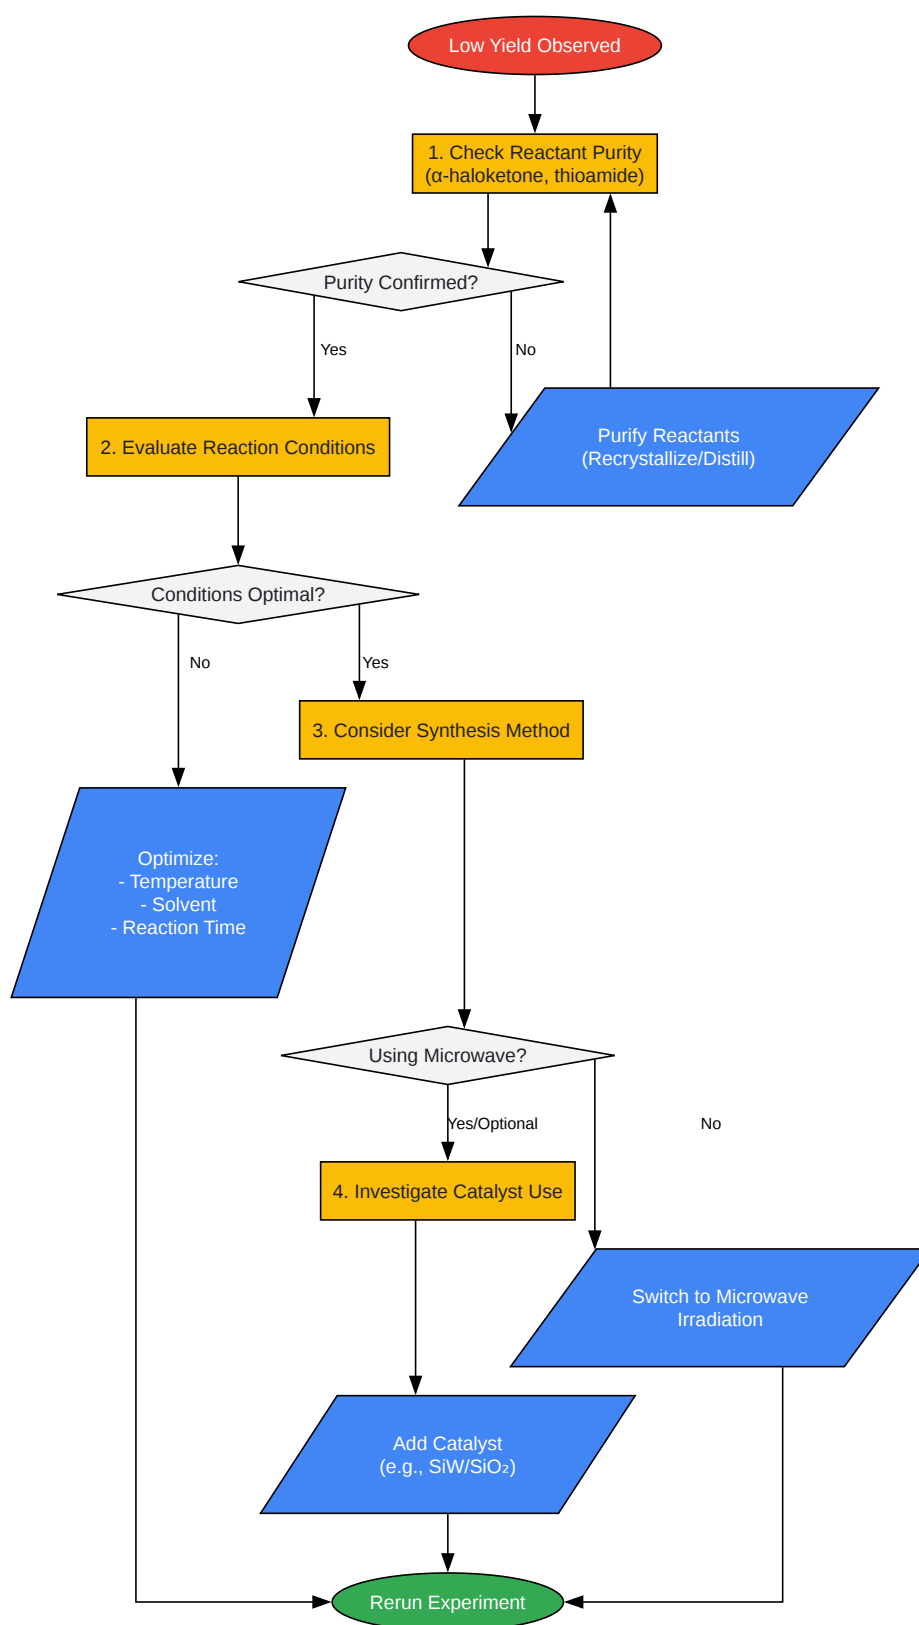 Low Yield Observed
1. Check Reactant Purity
(α-haloketone, thioamide)
Purity Confirmed?
Yes
No
Purify Reactants
(Recrystallize/Distill)
2. Evaluate Reaction Conditions
Conditions Optimal?
No
Yes
3. Consider Synthesis Method
Optimize:
- Temperature
- Solvent
- Reaction Time
Using Microwave?
Yes/Optional
No
4. Investigate Catalyst Use
Switch to Microwave
Irradiation
Add Catalyst
(e.g., SiW/SiO₂)
Rerun Experiment